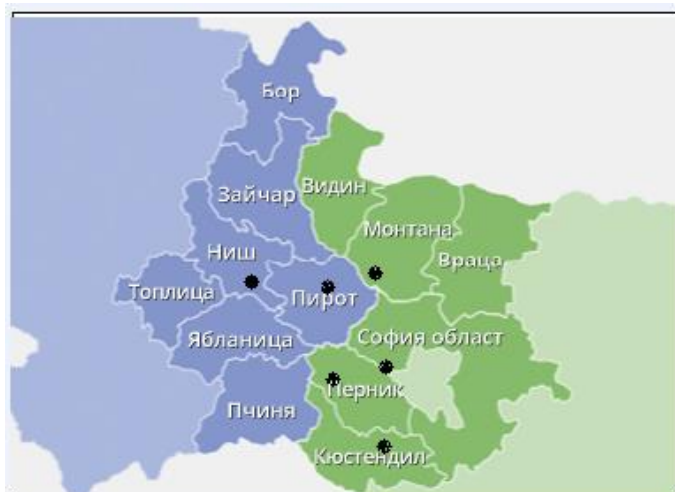 Бор
Зайчар
Видин
Монтана
Ниш
Враца
Топлица
Пирот
Ябланица
София област
Перник
Пчиня
Кюстендил